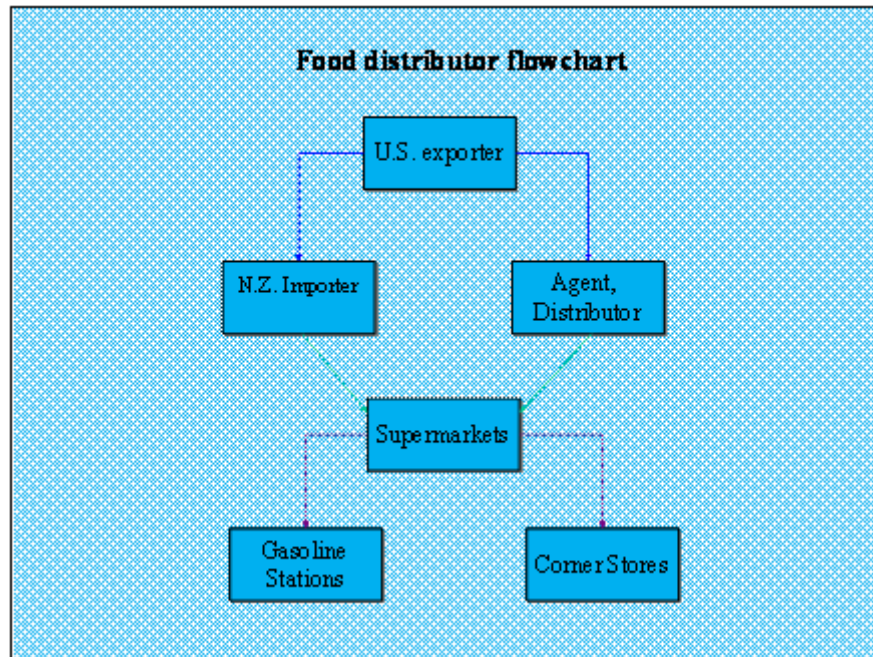 Food distributor flowchart
U.S. exporter
N.Z. Importer
Agent,
Distributor
Supermarkets
Gasoline
Stations
Corner Stores